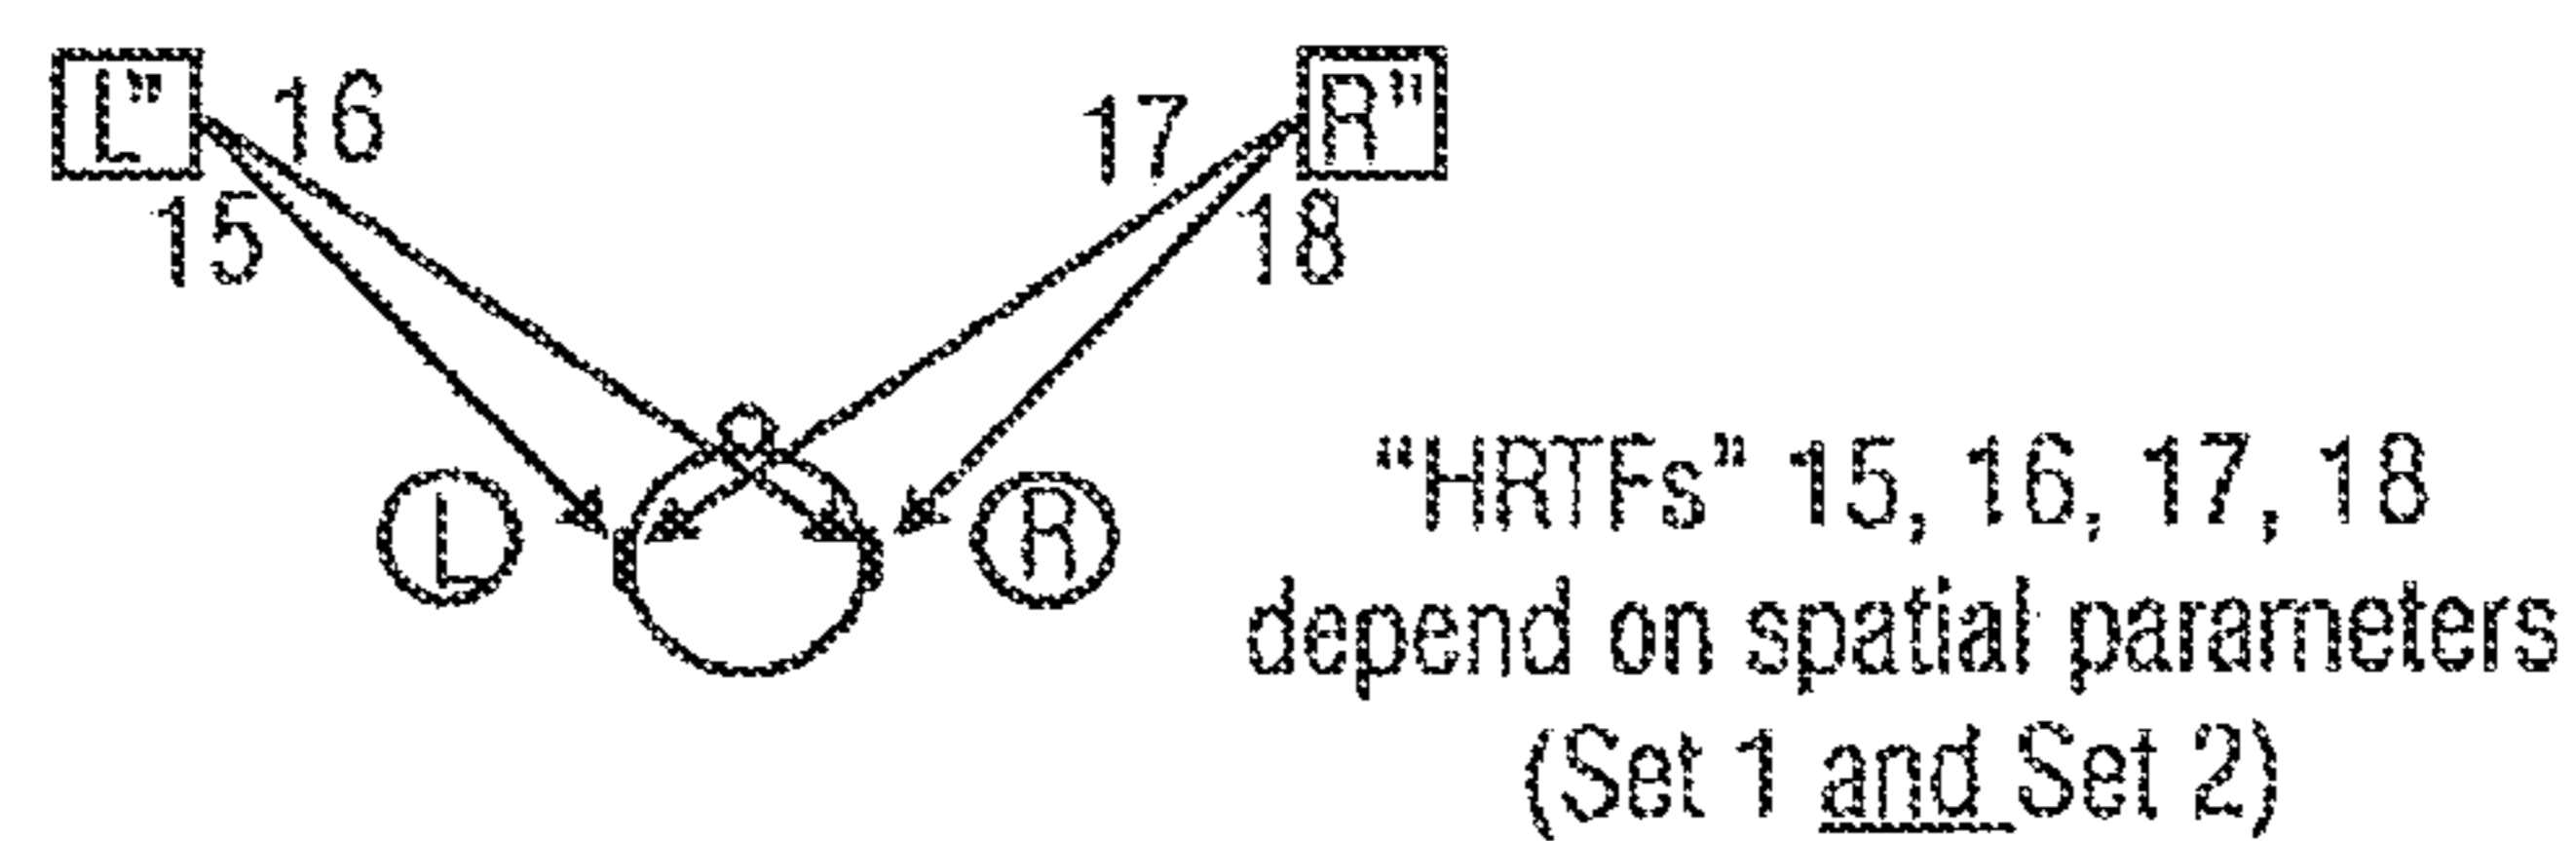 L" 16 17 R"
15 18
L R
“HRTFs” 15, 16, 17, 18
depend on spatial parameters
(Set 1 and Set 2)